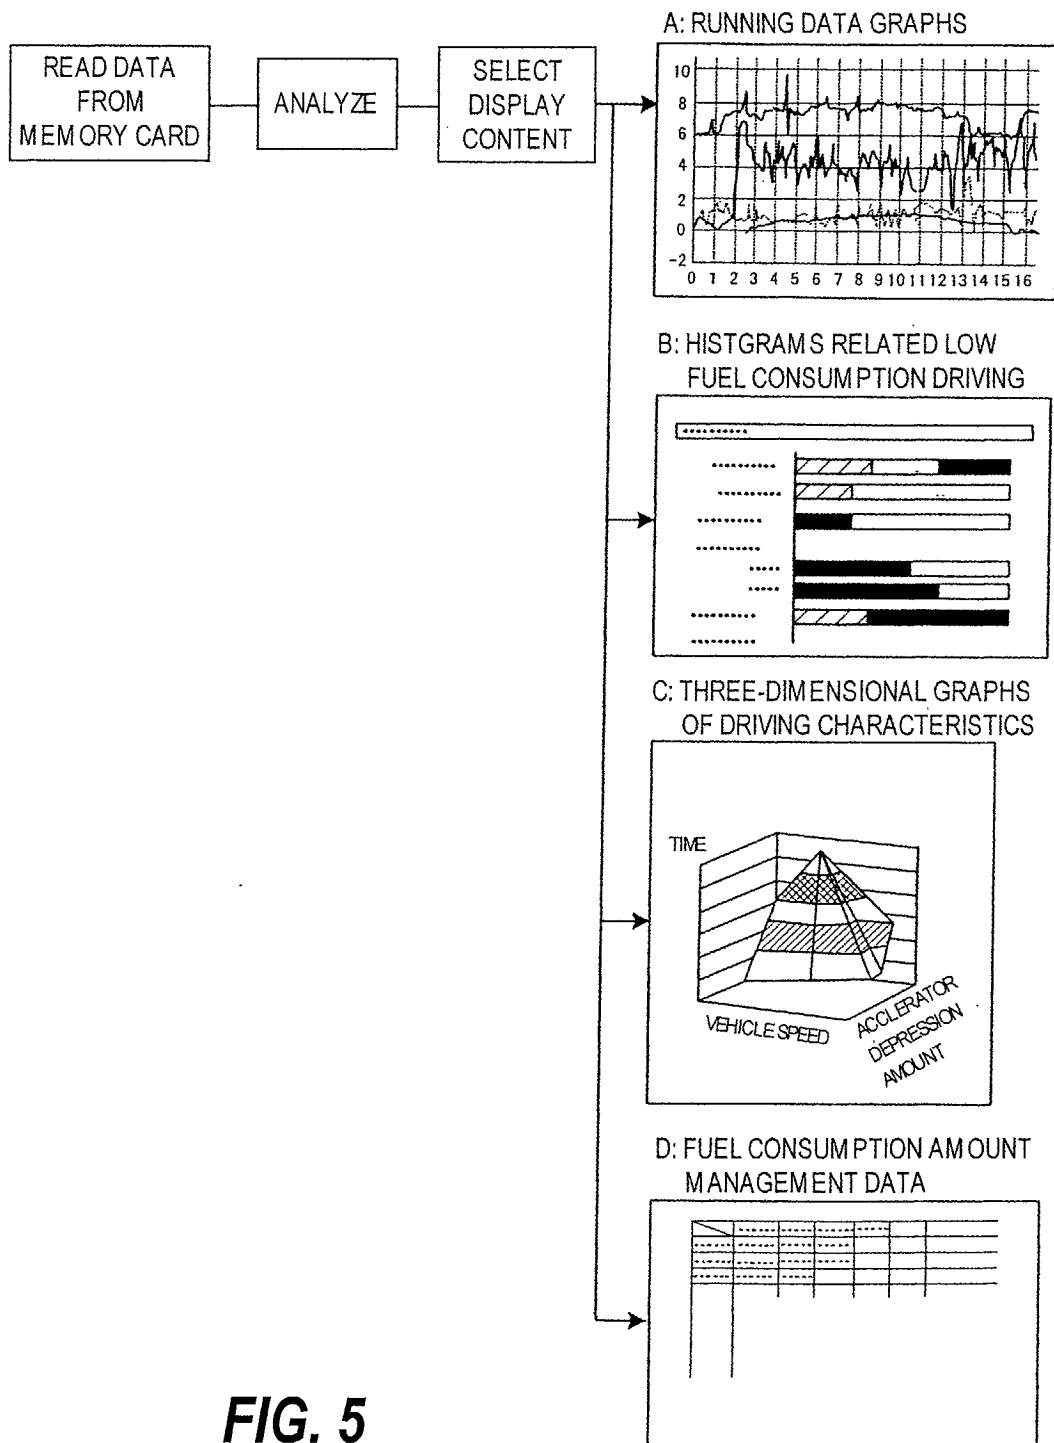 READ DATA
FROM
MEMORY CARD
ANALYZE
SELECT
DISPLAY
CONTENT
A: RUNNING DATA GRAPHS
10
8
6
4
2
0
-2
0 1 2 3 4 5 6 7 8 9 10 11 12 13 14 15 16
B: HISTGRAMS RELATED LOW
FUEL CONSUMPTION DRIVING
C: THREE-DIMENSIONAL GRAPHS
OF DRIVING CHARACTERISTICS
TIME
VEHICLE SPEED
ACCLERATOR
DEPRESSION
AMOUNT
D: FUEL CONSUMPTION AMOUNT
MANAGEMENT DATA
FIG. 5